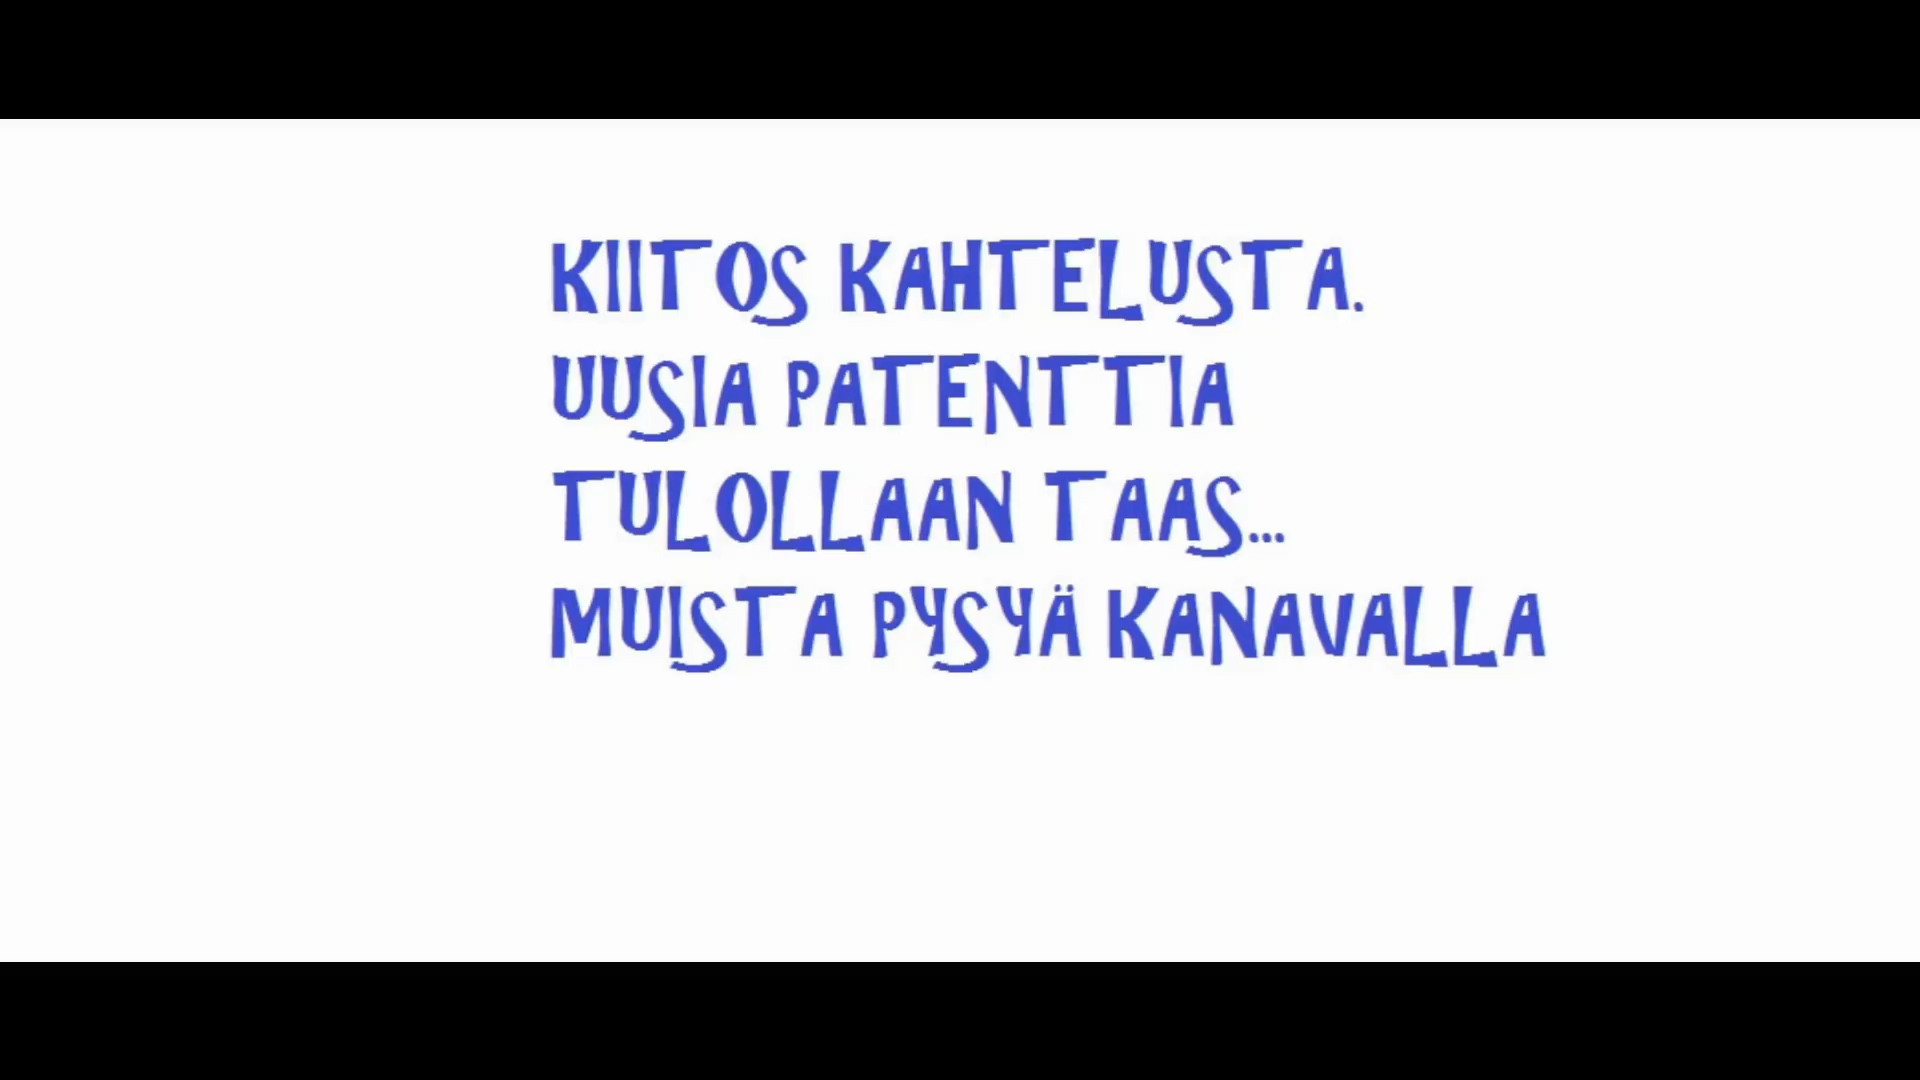 KIITOS KAHTELUSTA.
UUSIA PATENTTIA
TULOLLAAN TAAS...
MUISTA PYSYÄ KANAVALLA